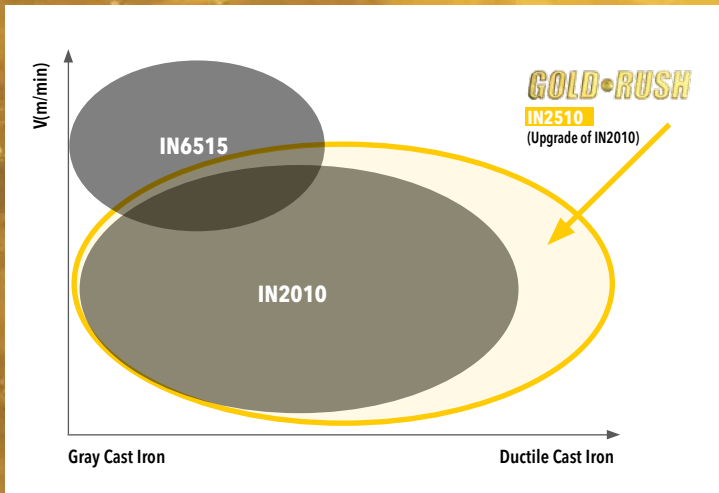 V(m/min)
GOLD•RUSH
IN2510
(Upgrade of IN2010)
IN6515
IN2010
Gray Cast Iron
Ductile Cast Iron